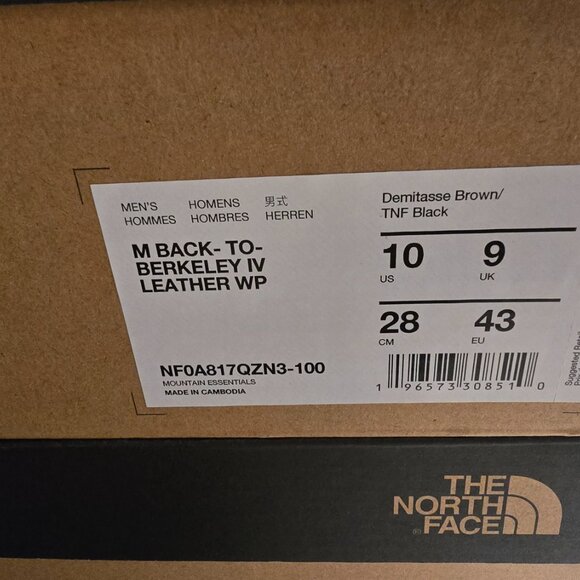 MEN'S HOMENS 男式
HOMMES HOMBRES HERREN
M BACK- TO-
BERKELEY IV
LEATHER WP
NF0A817QZN3-100
MOUNTAIN ESSENTIALS
MADE IN CAMBODIA
Demitasse Brown/
TNF Black
10 9
US UK
28 43
CM EU
1 96573 30851 0
Suggested Retail
THE
NORTH
FACE